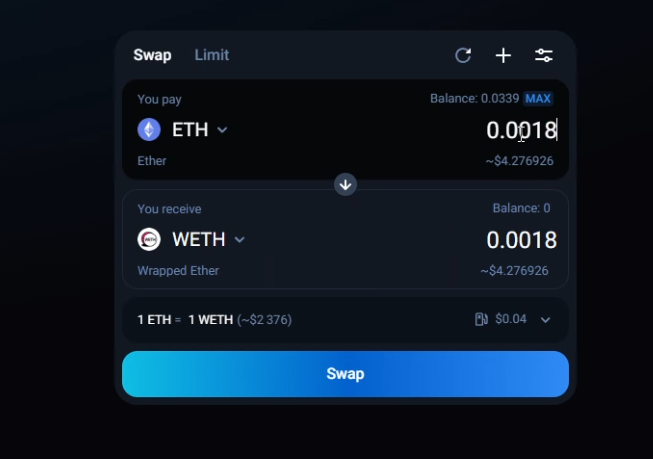 Swap Limit
You pay Balance: 0.0339 MAX
ETH 0.0018
Ether ~$4.276926
You receive Balance: 0
WETH WETH 0.0018
Wrapped Ether ~$4.276926
1 ETH = 1 WETH (~$2 376) $0.04
Swap